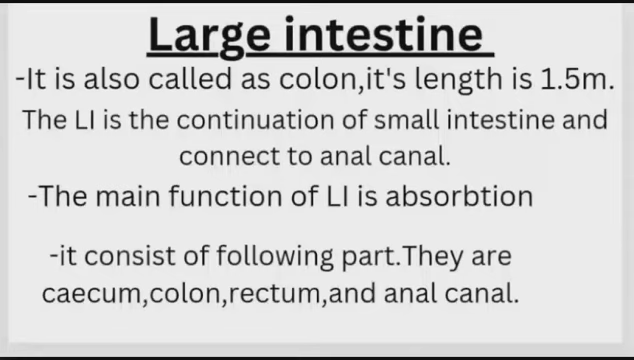 Large intestine
-It is also called as colon,it's length is 1.5m.
The LI is the continuation of small intestine and
connect to anal canal.
-The main function of LI is absorbtion
-it consist of following part.They are
caecum,colon,rectum,and anal canal.